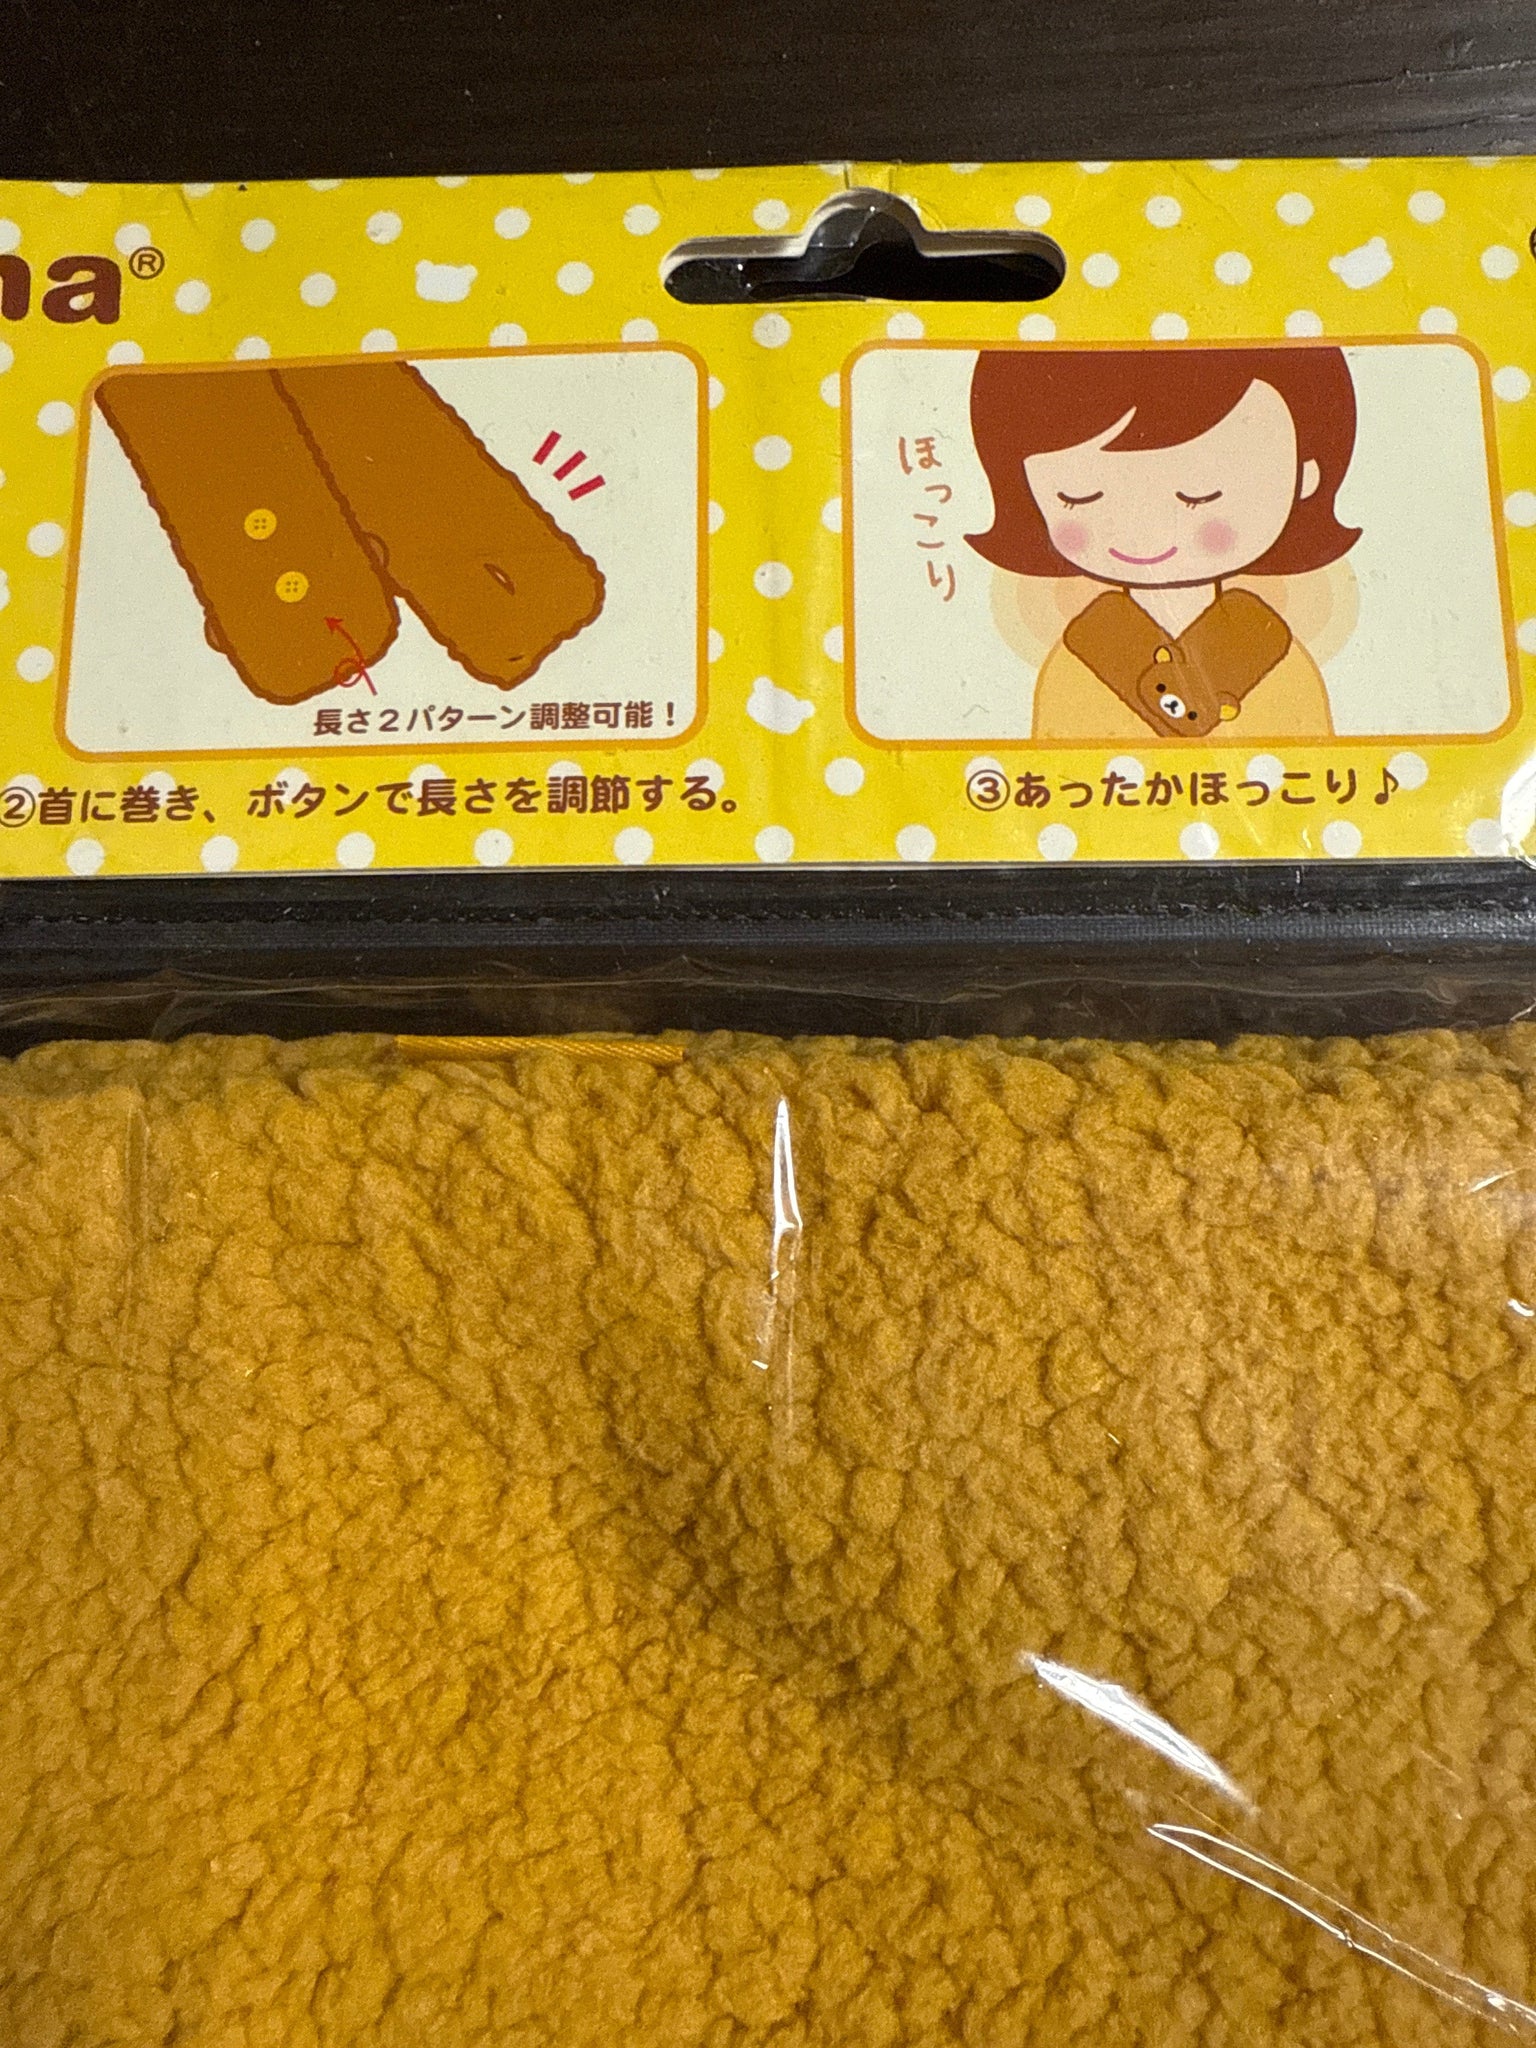 na®
長さ2パターン調整可能！
②首に巻き、ボタンで長さを調節する。
ほっこり
③あったかほっこり♪